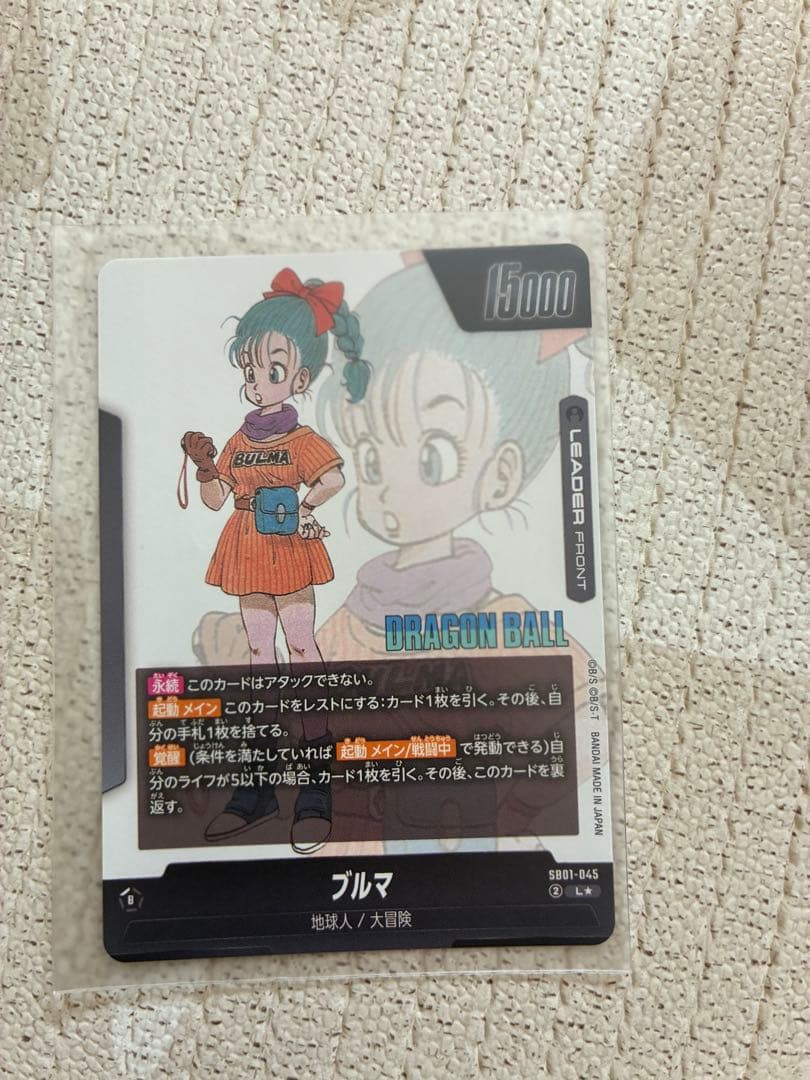 15000
LEADER FRONT
BULMA
DRAGON BALL
永続 このカードはアタックできない。
起動メイン このカードをレストにする:カード1枚を引く。その後、自
分の手札1枚を捨てる。
覚醒 (条件を満たしていれば 起動メイン/戦闘中 で発動できる)自
分のライフが5以下の場合、カード1枚を引く。その後、このカードを裏
返す。
©B/S ©B/S・T BANDAI MADE IN JAPAN
SB01-045
② L★
B
ブルマ
地球人 / 大冒険